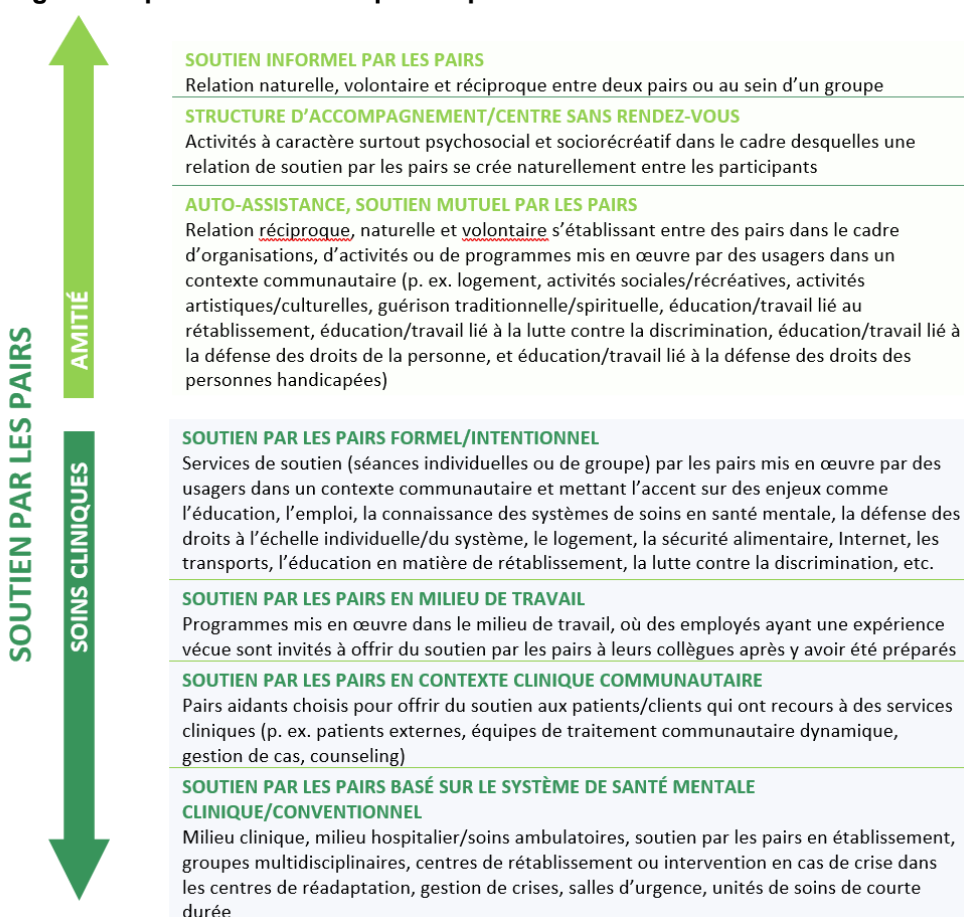 SOUTIEN INFORMEL PAR LES PAIRS
Relation naturelle, volontaire et réciproque entre deux pairs ou au sein d’un groupe
STRUCTURE D’ACCOMPAGNEMENT/CENTRE SANS RENDEZ-VOUS
Activités à caractère surtout psychosocial et sociorécréatif dans le cadre desquelles une
relation de soutien par les pairs se crée naturellement entre les participants
AUTO-ASSISTANCE, SOUTIEN MUTUEL PAR LES PAIRS
Relation réciproque, naturelle et volontaire s’établissant entre des pairs dans le cadre
d’organisations, d’activités ou de programmes mis en œuvre par des usagers dans un
contexte communautaire (p. ex. logement, activités sociales/récréatives, activités
artistiques/culturelles, guérison traditionnelle/spirituelle, éducation/travail lié au
rétablissement, éducation/travail lié à la lutte contre la discrimination, éducation/travail lié à
la défense des droits de la personne, et éducation/travail lié à la défense des droits des
personnes handicapées)
AMITIÉ
SOUTIEN PAR LES PAIRS
SOINS CLINIQUES
SOUTIEN PAR LES PAIRS FORMEL/INTENTIONNEL
Services de soutien (séances individuelles ou de groupe) par les pairs mis en œuvre par des
usagers dans un contexte communautaire et mettant l’accent sur des enjeux comme
l’éducation, l’emploi, la connaissance des systèmes de soins en santé mentale, la défense des
droits à l’échelle individuelle/du système, le logement, la sécurité alimentaire, Internet, les
transports, l’éducation en matière de rétablissement, la lutte contre la discrimination, etc.
SOUTIEN PAR LES PAIRS EN MILIEU DE TRAVAIL
Programmes mis en œuvre dans le milieu de travail, où des employés ayant une expérience
vécue sont invités à offrir du soutien par les pairs à leurs collègues après y avoir été préparés
SOUTIEN PAR LES PAIRS EN CONTEXTE CLINIQUE COMMUNAUTAIRE
Pairs aidants choisis pour offrir du soutien aux patients/clients qui ont recours à des services
cliniques (p. ex. patients externes, équipes de traitement communautaire dynamique,
gestion de cas, counseling)
SOUTIEN PAR LES PAIRS BASÉ SUR LE SYSTÈME DE SANTÉ MENTALE
CLINIQUE/CONVENTIONNEL
Milieu clinique, milieu hospitalier/soins ambulatoires, soutien par les pairs en établissement,
groupes multidisciplinaires, centres de rétablissement ou intervention en cas de crise dans
les centres de réadaptation, gestion de crises, salles d’urgence, unités de soins de courte
durée